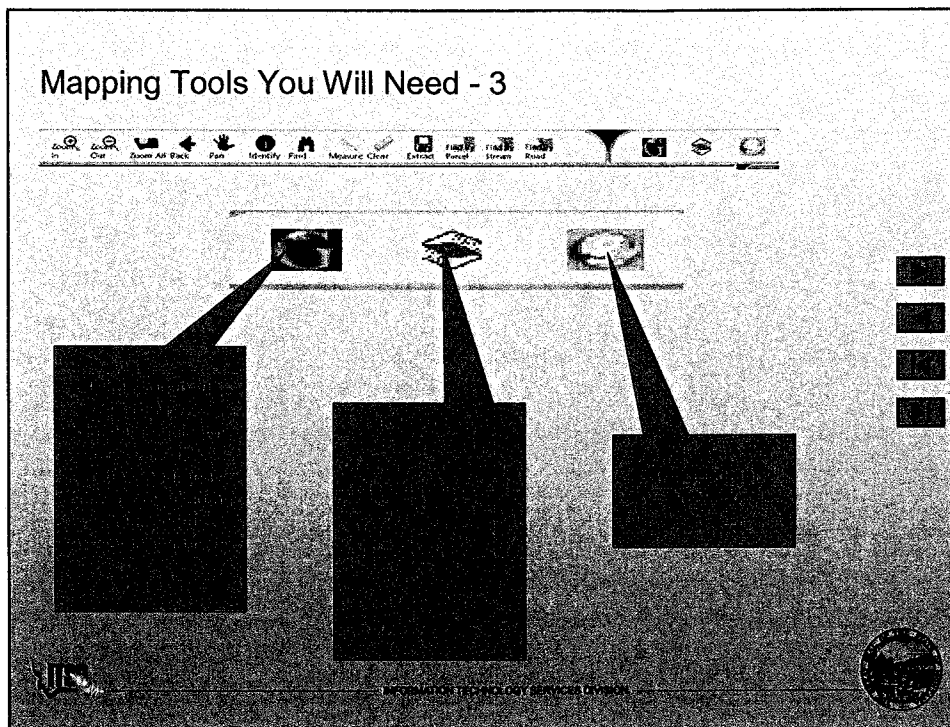 Mapping Tools You Will Need - 3
Zoom In Zoom Out Zoom All Back Pan Identify Find Measure Clear Extract Find Parcel Find Stream Find Road
INFORMATION TECHNOLOGY SERVICES DIVISION